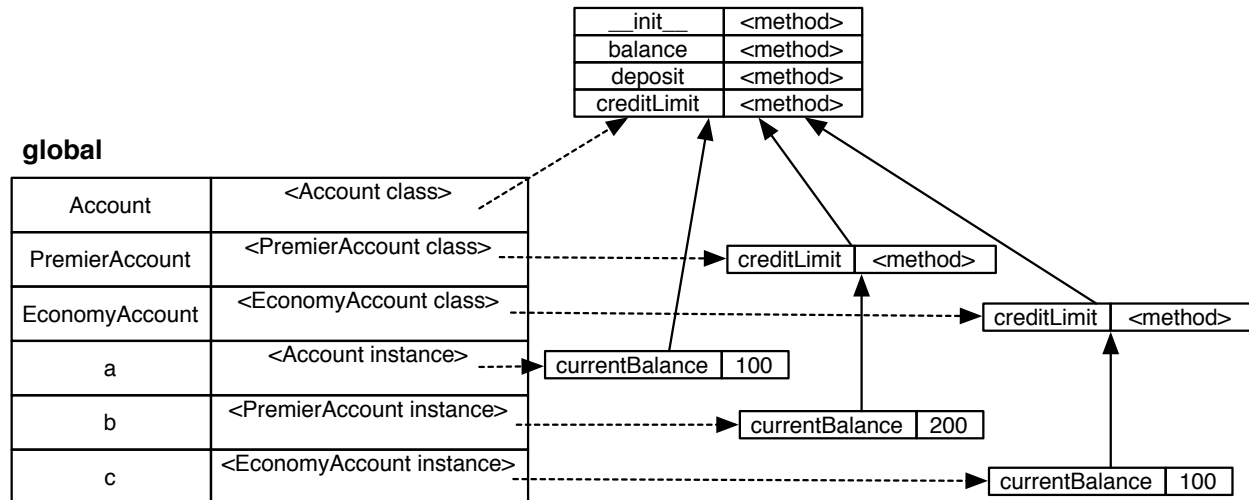 __init__ <method>
balance <method>
deposit <method>
creditLimit <method>
global
Account <Account class>
PremierAccount <PremierAccount class>
creditLimit <method>
EconomyAccount <EconomyAccount class>
creditLimit <method>
a <Account instance>
currentBalance 100
b <PremierAccount instance>
currentBalance 200
c <EconomyAccount instance>
currentBalance 100